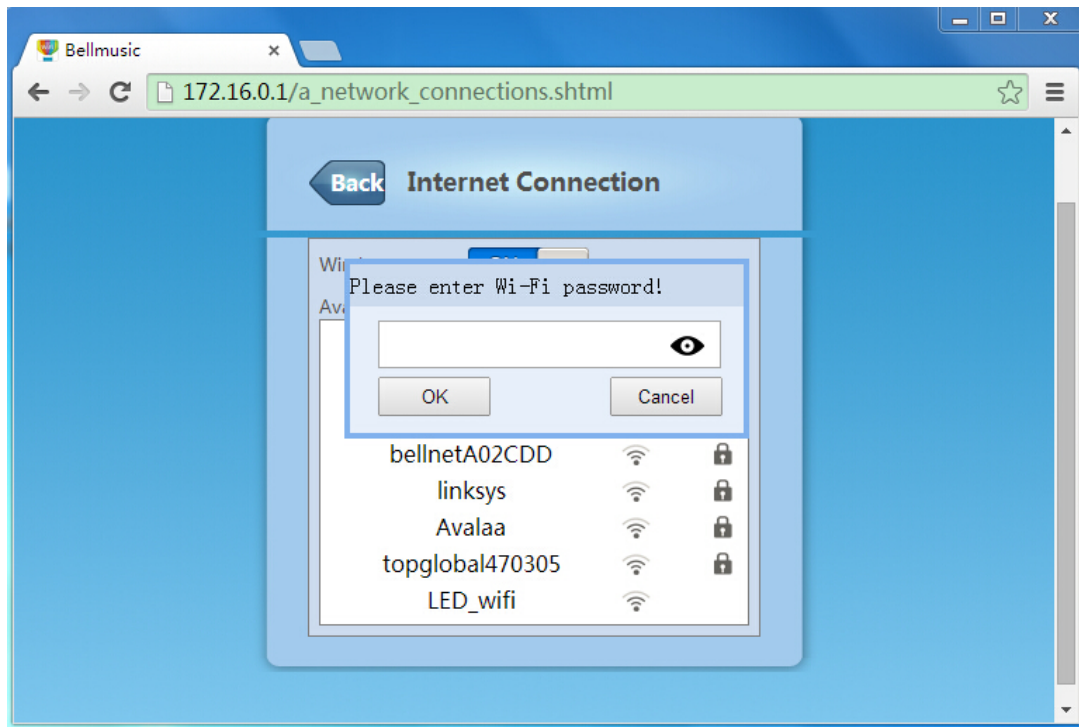 Bellmusic
172.16.0.1/a_network_connections.shtml
Back Internet Connection
Please enter Wi-Fi password!
OK Cancel
bellnetA02CDD
linksys
Avalaa
topglobal470305
LED_wifi